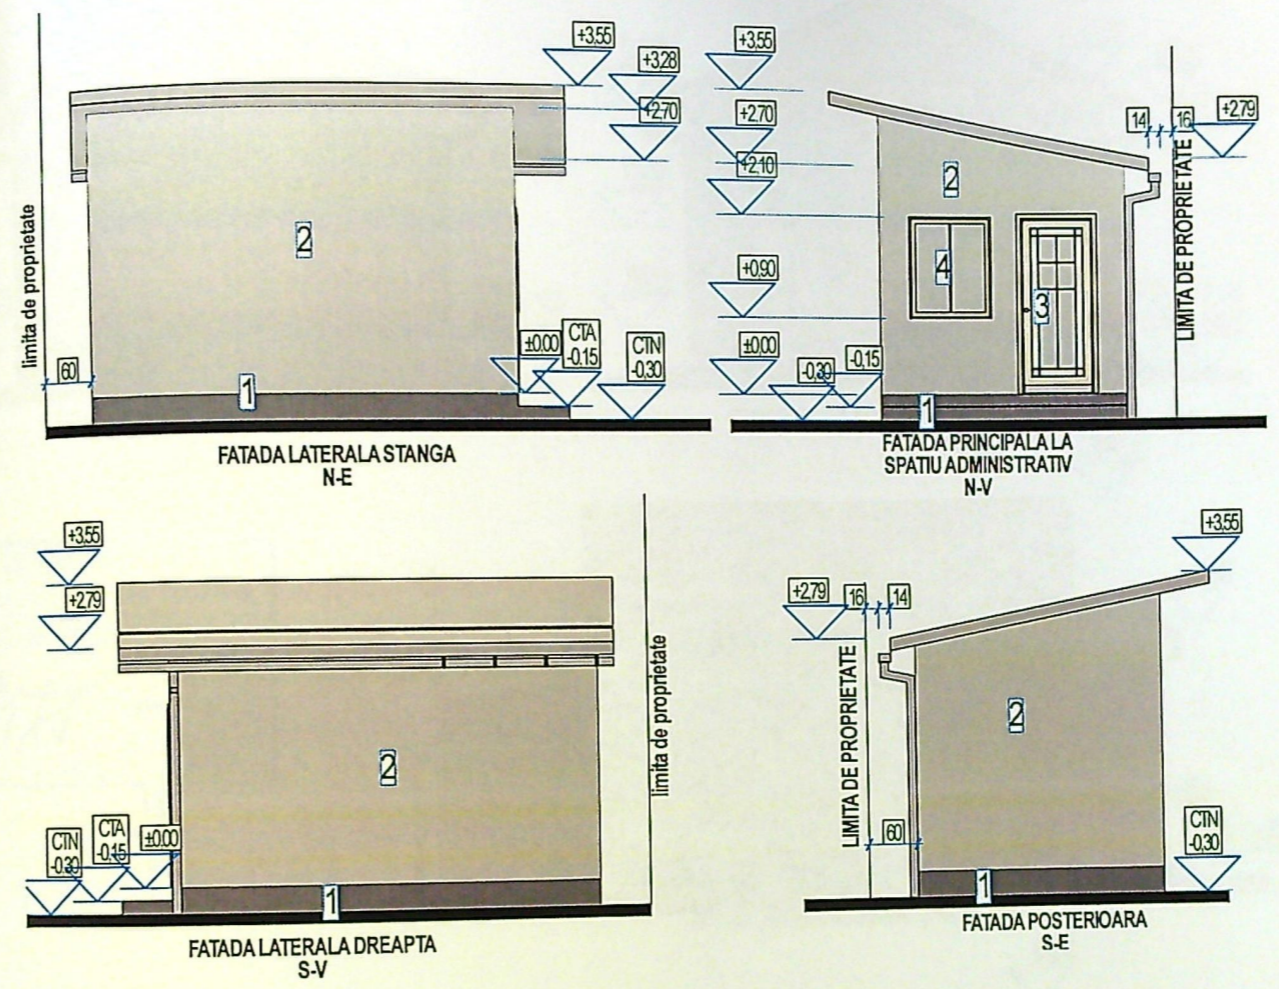 +3,55
+3,28
+2,70
limita de proprietate
2
60
1
±0,00
CTA
-0.15
CTN
-0,30
FATADA LATERALA STANGA
N-E
+3,55
+2,70
+2,10
+0,90
±0,00
-0,30
-0,15
14
16
+2,79
LIMITA DE PROPRIETATE
2
4
3
1
FATADA PRINCIPALA LA
SPATIU ADMINISTRATIV
N-V
+3,55
+2,79
2
CTN
-0,30
CTA
-0,15
±0,00
1
limita de proprietate
FATADA LATERALA DREAPTA
S-V
+3,55
+2,79
16
14
LIMITA DE PROPRIETATE
2
60
CTN
-0,30
1
FATADA POSTERIOARA
S-E